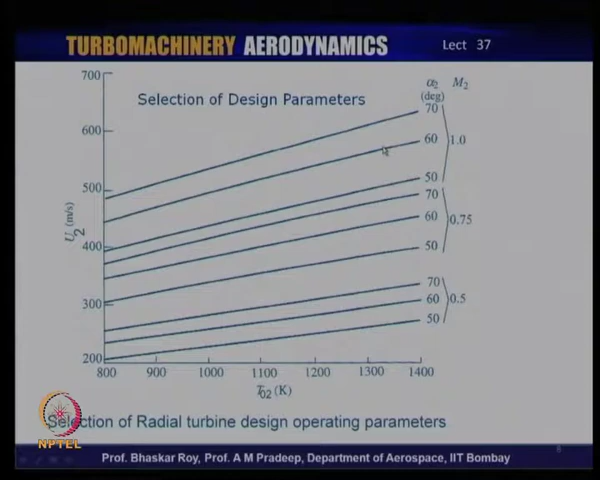 TURBOMACHINERY AERODYNAMICS
Lect 37
Selection of Design Parameters
α2 M2
(deg)
700
600
500
400
300
200
U2 (m/s)
70
60
50
1.0
70
60
50
0.75
70
60
50
0.5
800 900 1000 1100 1200 1300 1400
T02 (K)
Selection of Radial turbine design operating parameters
NPTEL
Prof. Bhaskar Roy, Prof. A M Pradeep, Department of Aerospace, IIT Bombay